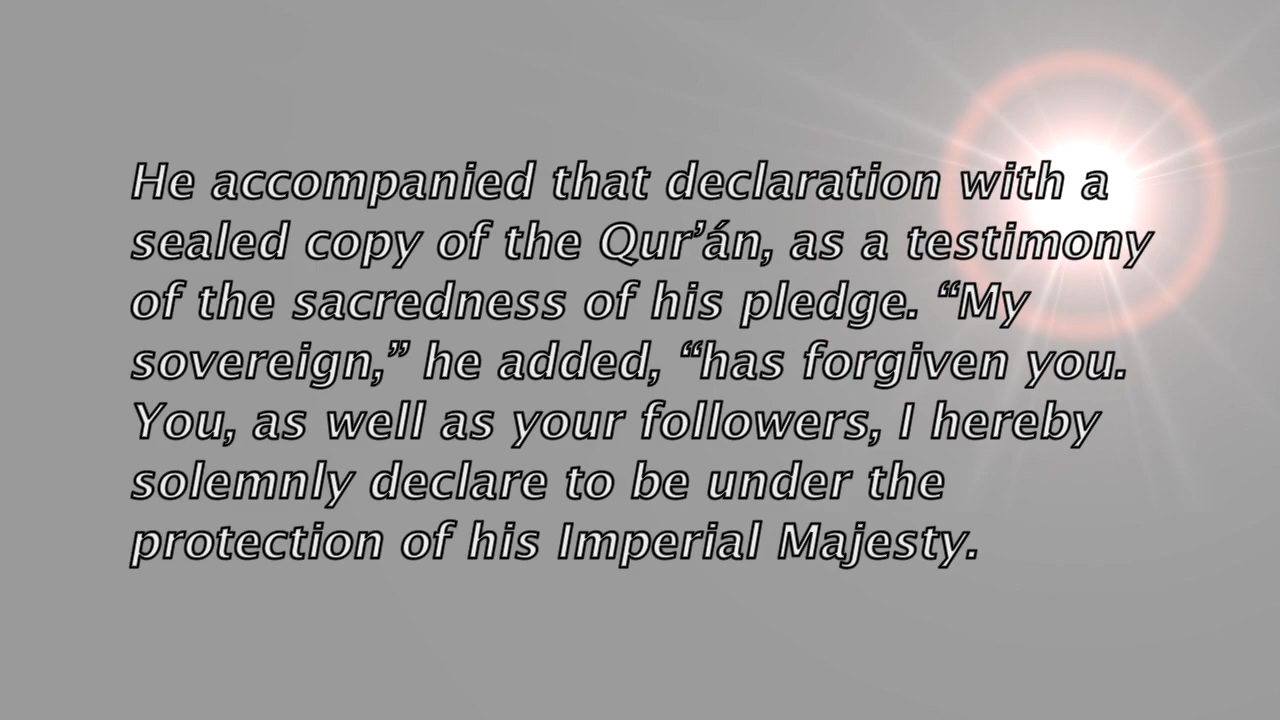 He accompanied that declaration with a
sealed copy of the Qur’án, as a testimony
of the sacredness of his pledge. “My
sovereign,” he added, “has forgiven you.
You, as well as your followers, I hereby
solemnly declare to be under the
protection of his Imperial Majesty.